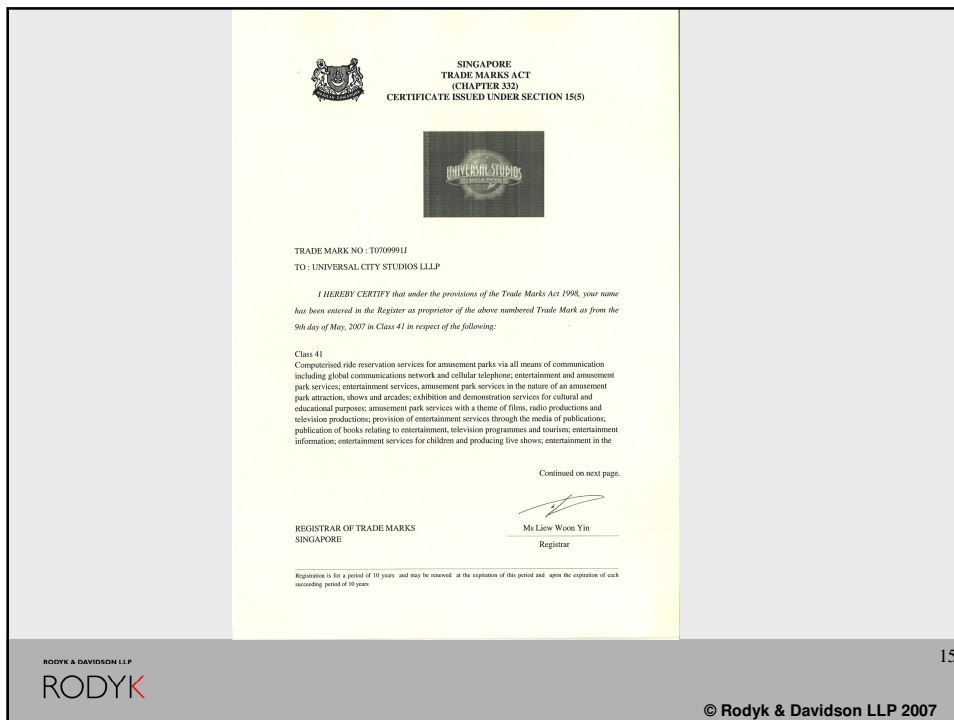 SINGAPORE
TRADE MARKS ACT
(CHAPTER 332)
CERTIFICATE ISSUED UNDER SECTION 15(5)
UNIVERSAL STUDIOS
SINGAPORE
TRADE MARK NO : T0709991J
TO : UNIVERSAL CITY STUDIOS LLLP
I HEREBY CERTIFY that under the provisions of the Trade Marks Act 1998, your name
has been entered in the Register as proprietor of the above numbered Trade Mark as from the
9th day of May, 2007 in Class 41 in respect of the following:
Class 41
Computerised ride reservation services for amusement parks via all means of communication
including global communications network and cellular telephone; entertainment and amusement
park services; entertainment services, amusement park services in the nature of an amusement
park attraction, shows and arcades; exhibition and demonstration services for cultural and
educational purposes; amusement park services with a theme of films, radio productions and
television productions; provision of entertainment services through the media of publications;
publication of books relating to entertainment, television programmes and tourism; entertainment
information; entertainment services for children and producing live shows; entertainment in the
Continued on next page.
REGISTRAR OF TRADE MARKS
SINGAPORE
Ms Liew Woon Yin
Registrar
Registration is for a period of 10 years and may be renewed at the expiration of this period and upon the expiration of each
succeeding period of 10 years
RODYK & DAVIDSON LLP
RODYK
15
© Rodyk & Davidson LLP 2007